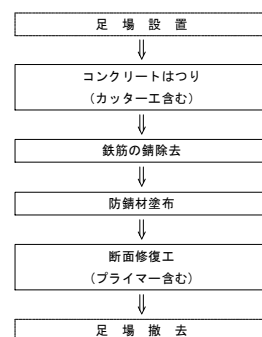 足 場 設 置
⇓
コンクリートはつり
(カッター工含む)
⇓
鉄筋の錆除去
⇓
防錆材塗布
⇓
断面修復工
(プライマー含む)
⇓
足 場 撤 去